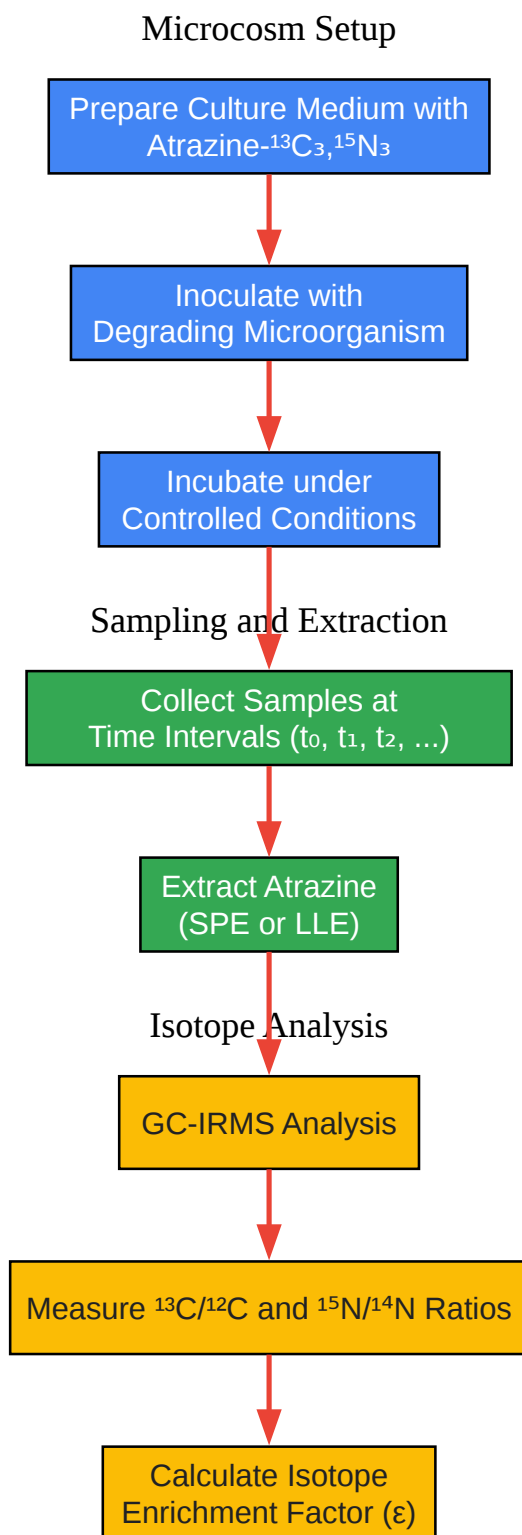 Microcosm Setup
Prepare Culture Medium with
Atrazine-¹³C₃,¹⁵N₃
Inoculate with
Degrading Microorganism
Incubate under
Controlled Conditions
Sampling and Extraction
Collect Samples at
Time Intervals (t₀, t₁, t₂, ...)
Extract Atrazine
(SPE or LLE)
Isotope Analysis
GC-IRMS Analysis
Measure ¹³C/¹²C and ¹⁵N/¹⁴N Ratios
Calculate Isotope
Enrichment Factor (ε)